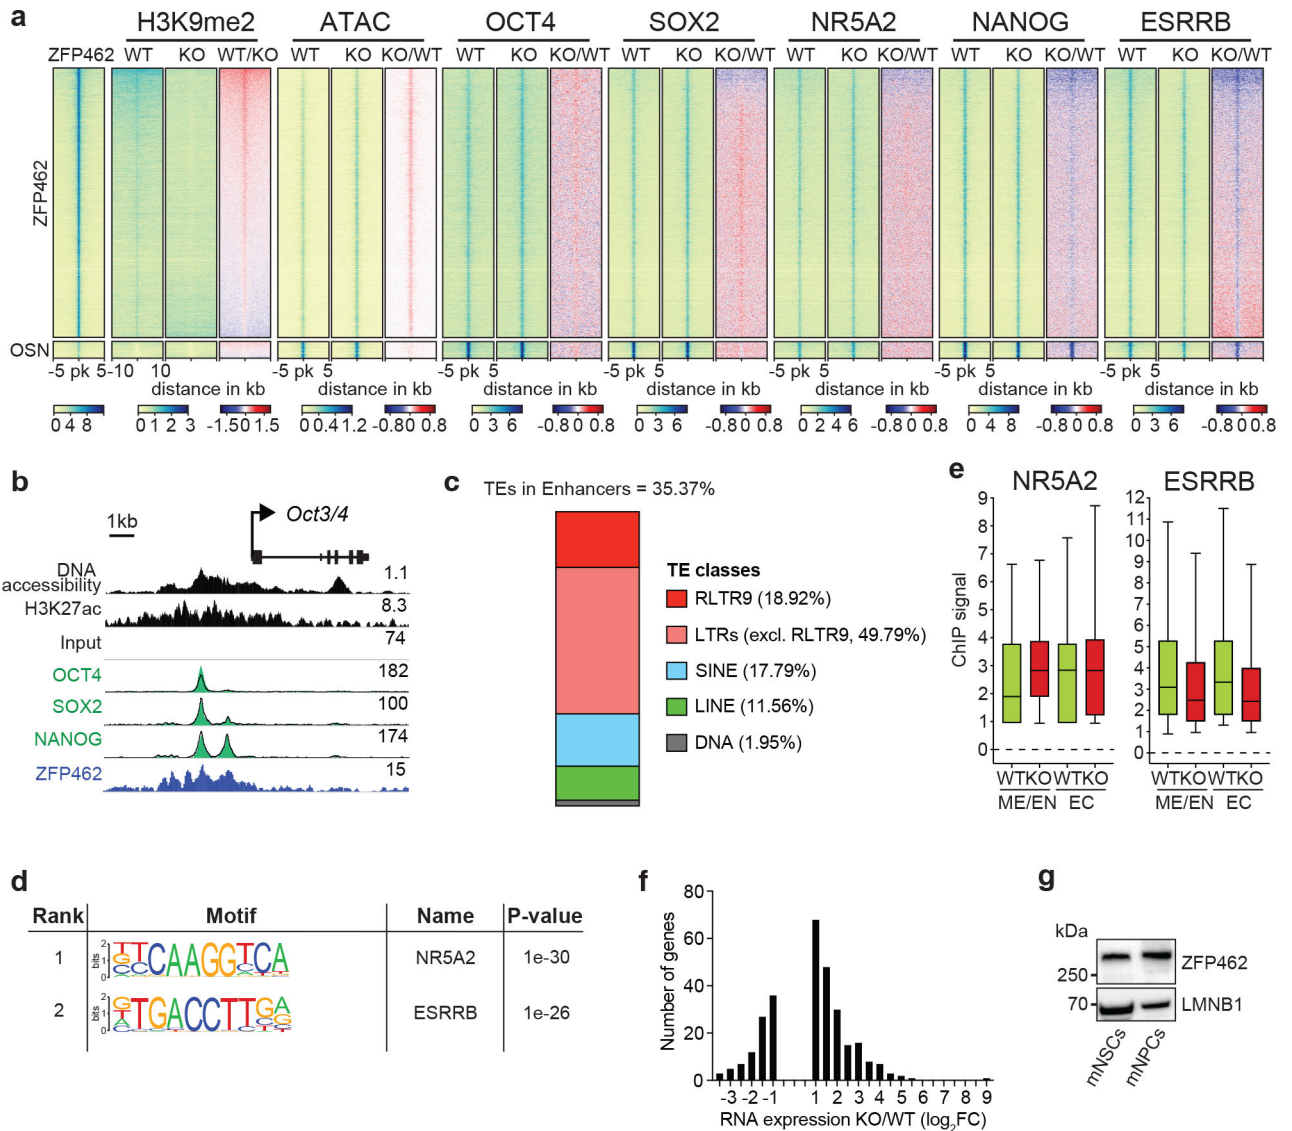 a
H3K9me2 ATAC OCT4 SOX2 NR5A2 NANOG ESRRB
ZFP462 WT KO WT/KO WT KO KO/WT WT KO KO/WT WT KO KO/WT WT KO KO/WT WT KO KO/WT WT KO KO/WT
ZFP462
OSN
-5 pk 5 -10 10 -5 pk 5 -5 pk 5 -5 pk 5 -5 pk 5 -5 pk 5 -5 pk 5
distance in kb distance in kb distance in kb distance in kb distance in kb distance in kb distance in kb
0 4 8 0 1 2 3 -1.5 0 1.5 0 0.4 1.2 -0.8 0 0.8 0 3 6 -0.8 0 0.8 0 3 6 -0.8 0 0.8 0 2 4 6 -0.8 0 0.8 0 4 8 -0.8 0 0.8 0 3 6 -0.8 0 0.8
b
1kb
Oct3/4
DNA accessibility 1.1
H3K27ac 8.3
Input 74
OCT4 182
SOX2 100
NANOG 174
ZFP462 15
c
TEs in Enhancers = 35.37%
TE classes
RLTR9 (18.92%)
LTRs (excl. RLTR9, 49.79%)
SINE (17.79%)
LINE (11.56%)
DNA (1.95%)
e
NR5A2 ESRRB
ChIP signal
9
8
7
6
5
4
3
2
1
0
12
11
10
9
8
7
6
5
4
3
2
1
0
WT KO WT KO WT KO WT KO
ME/EN EC ME/EN EC
d
Rank Motif Name P-value
1 bits 2 1 0 NR5A2 1e-30
2 bits 2 1 0 ESRRB 1e-26
f
Number of genes
80
60
40
20
0
-3 -2 -1 1 2 3 4 5 6 7 8 9
RNA expression KO/WT (log₂FC)
g
kDa
250 ZFP462
70 LMNB1
mNSCs mNPCs